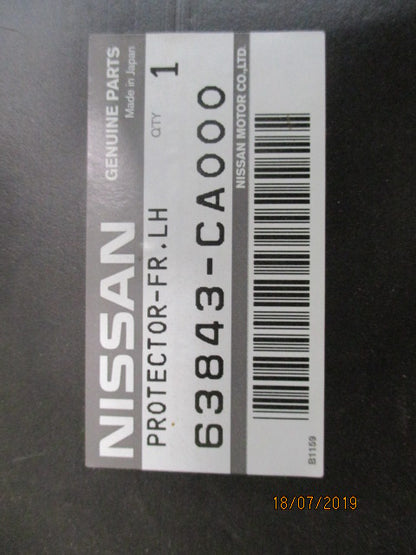 NISSAN GENUINE PARTS
Made in Japan
PROTECTOR-FR.LH QTY 1
63843-CA000
NISSAN MOTOR CO.,LTD.
B1159
18/07/2019